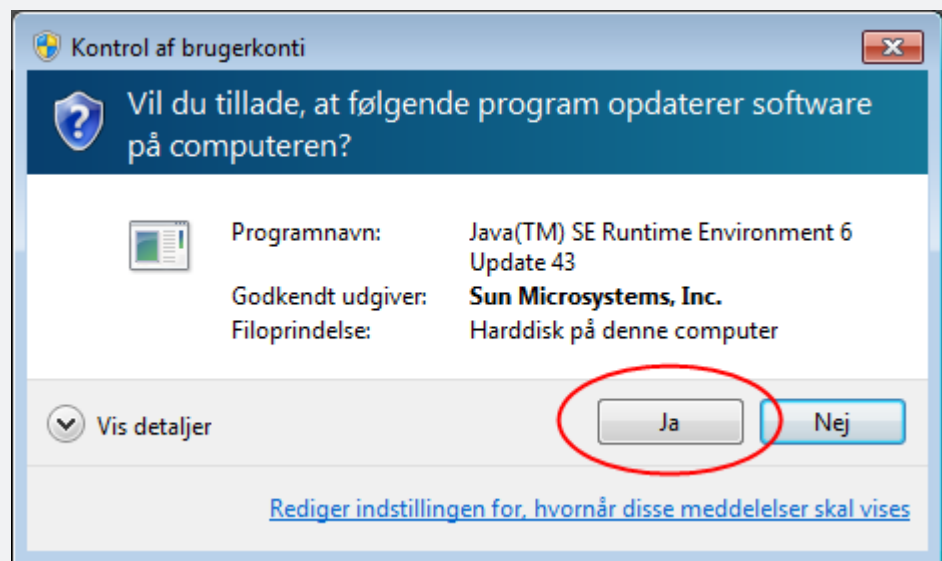 Kontrol af brugerkonti
Vil du tillade, at følgende program opdaterer software
på computeren?
Programnavn: Java(TM) SE Runtime Environment 6
Update 43
Godkendt udgiver: Sun Microsystems, Inc.
Filoprindelse: Harddisk på denne computer
Vis detaljer Ja Nej
Rediger indstillingen for, hvornår disse meddelelser skal vises